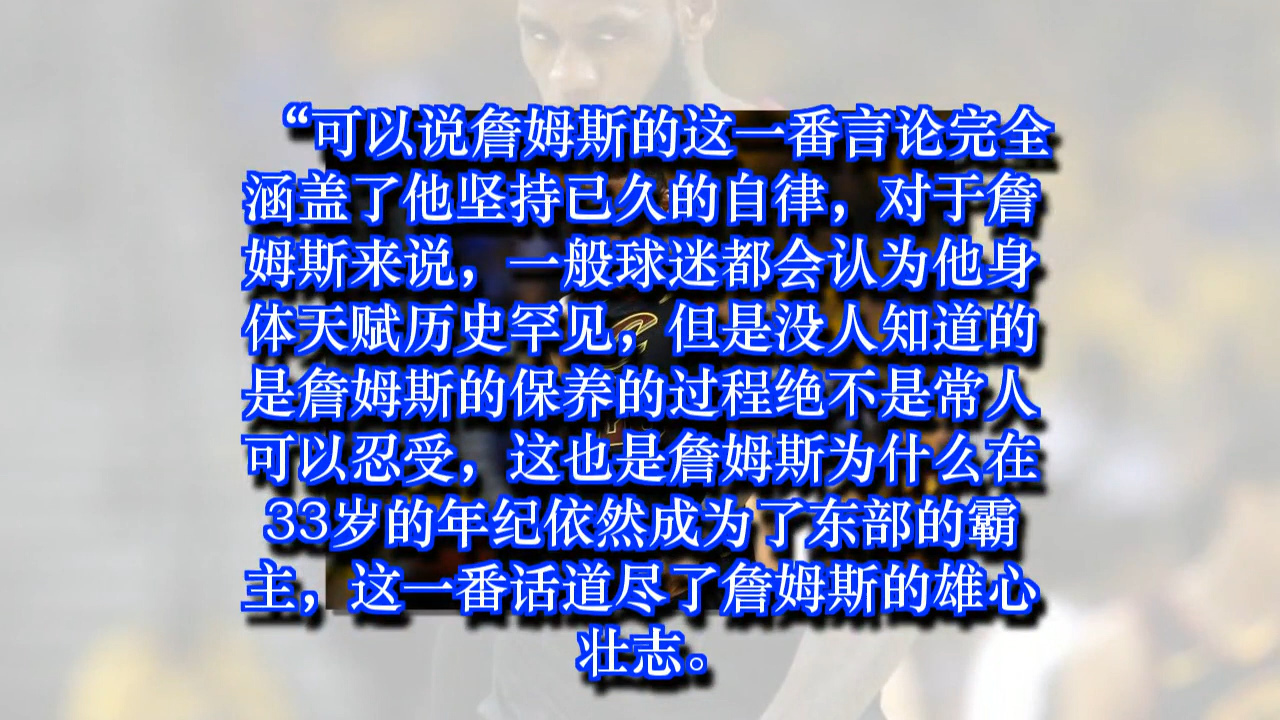 “可以说詹姆斯的这一番言论完全
涵盖了他坚持已久的自律，对于詹
姆斯来说，一般球迷都会认为他身
体天赋历史罕见，但是没人知道的
是詹姆斯的保养的过程绝不是常人
可以忍受，这也是詹姆斯为什么在
33岁的年纪依然成为了东部的霸
主，这一番话道尽了詹姆斯的雄心
壮志。